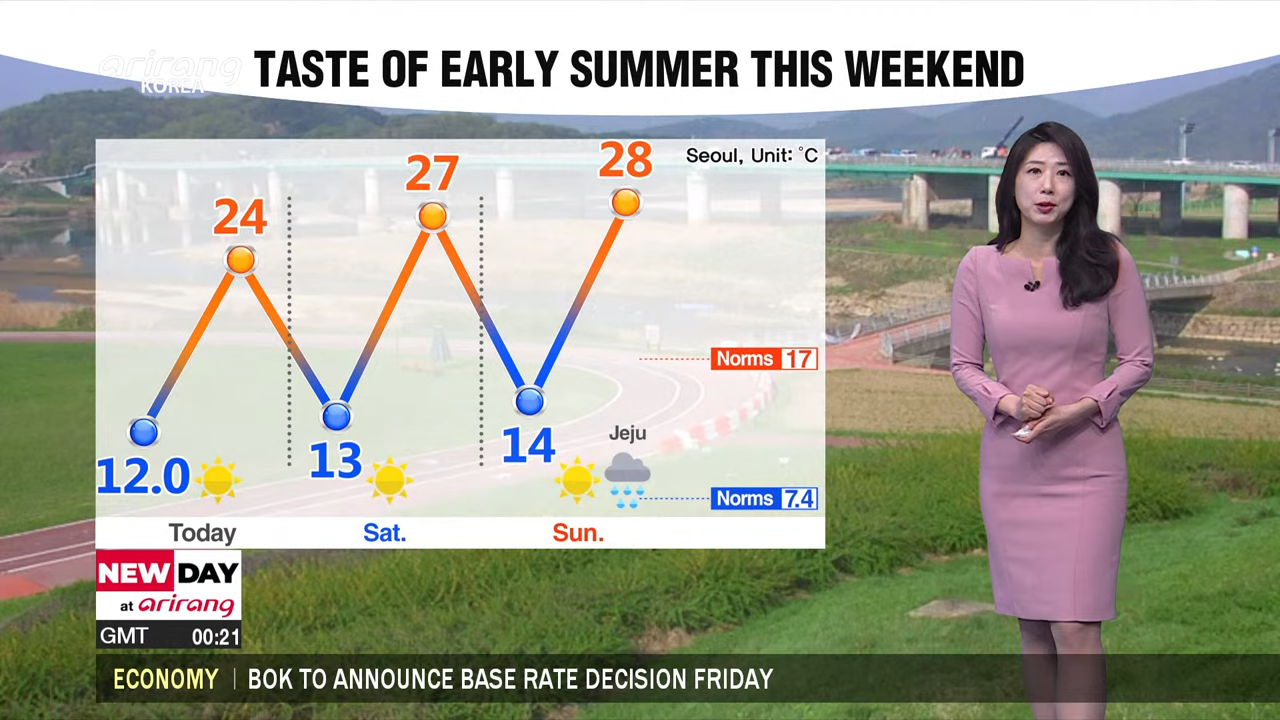 arirang
KOREA
TASTE OF EARLY SUMMER THIS WEEKEND
Seoul, Unit: °C
24
27
28
12.0
13
14
Norms 17
Jeju
Norms 7.4
Today
Sat.
Sun.
NEW DAY
at arirang
GMT 00:21
ECONOMY | BOK TO ANNOUNCE BASE RATE DECISION FRIDAY